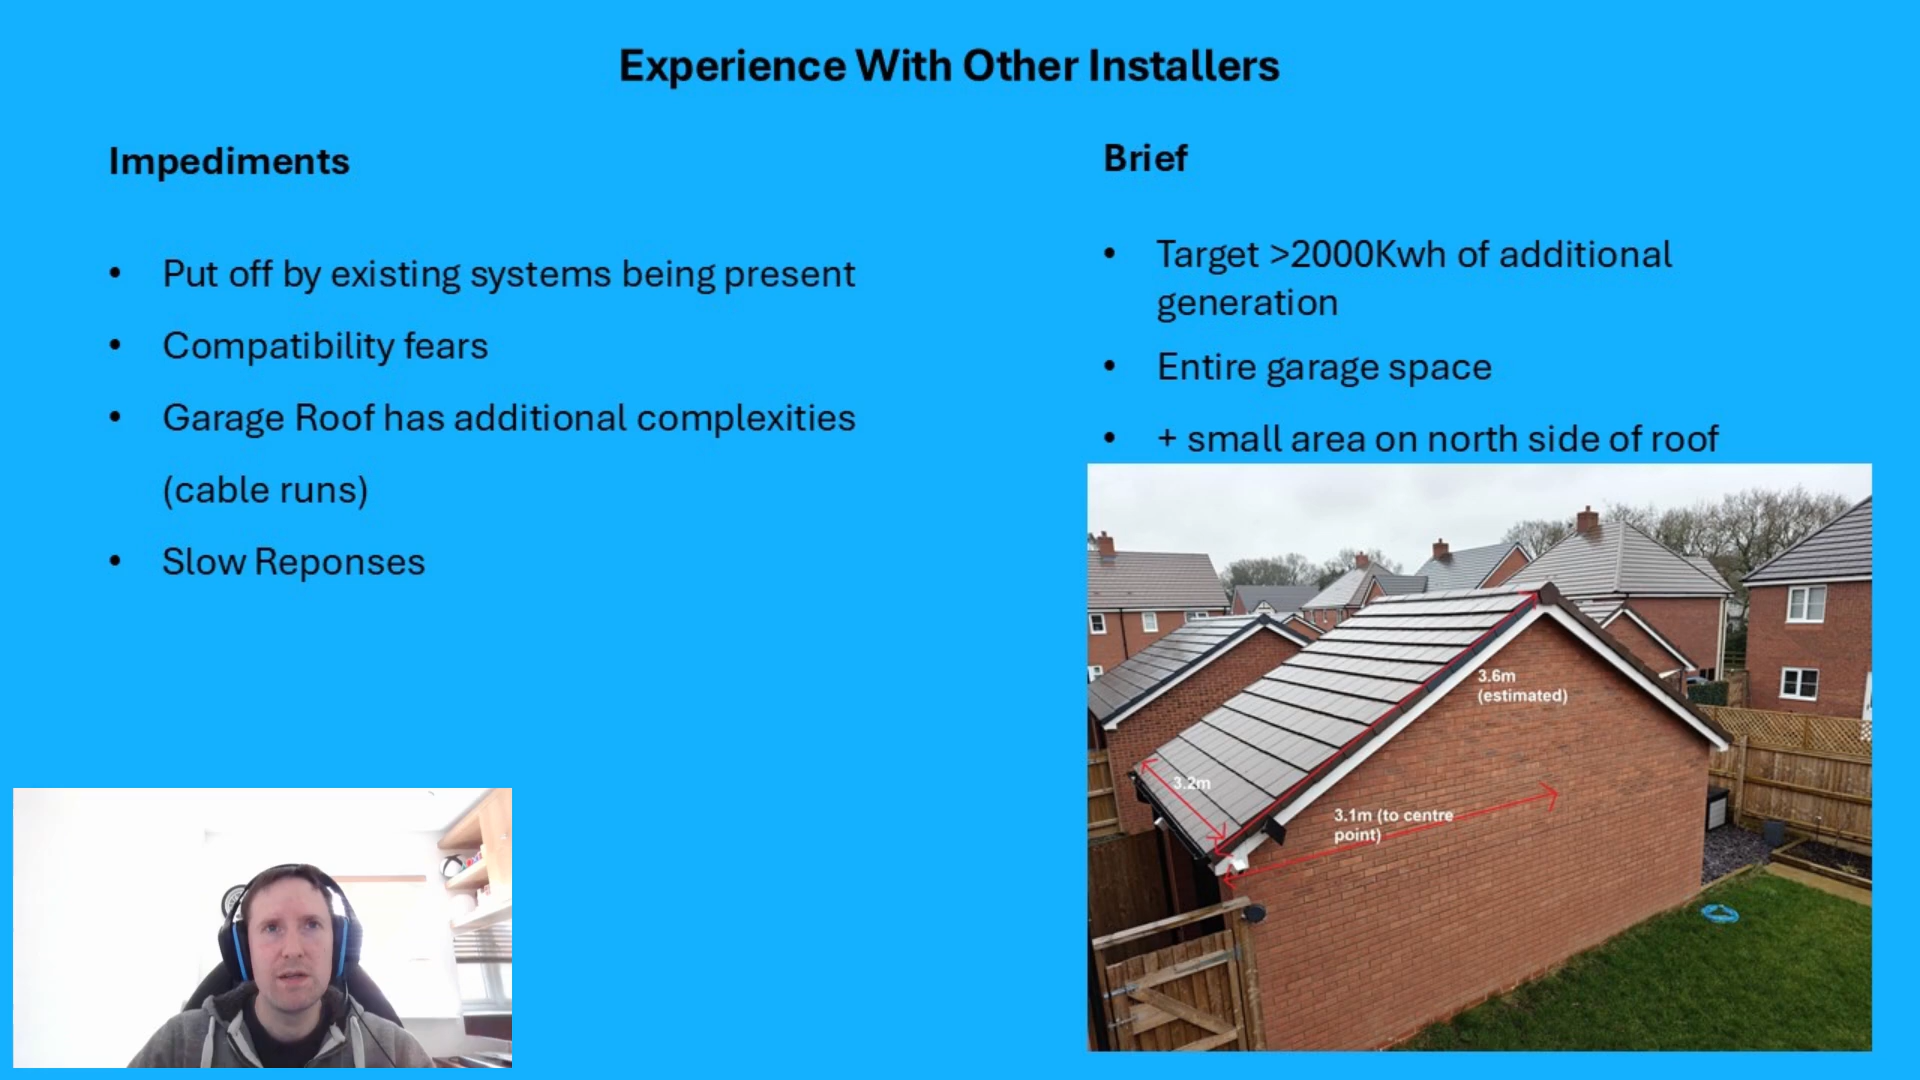 Experience With Other Installers
Impediments
• Put off by existing systems being present
• Compatibility fears
• Garage Roof has additional complexities
(cable runs)
• Slow Reponses
Brief
• Target >2000Kwh of additional
generation
• Entire garage space
• + small area on north side of roof
3.6m
(estimated)
3.2m
3.1m (to centre
point)